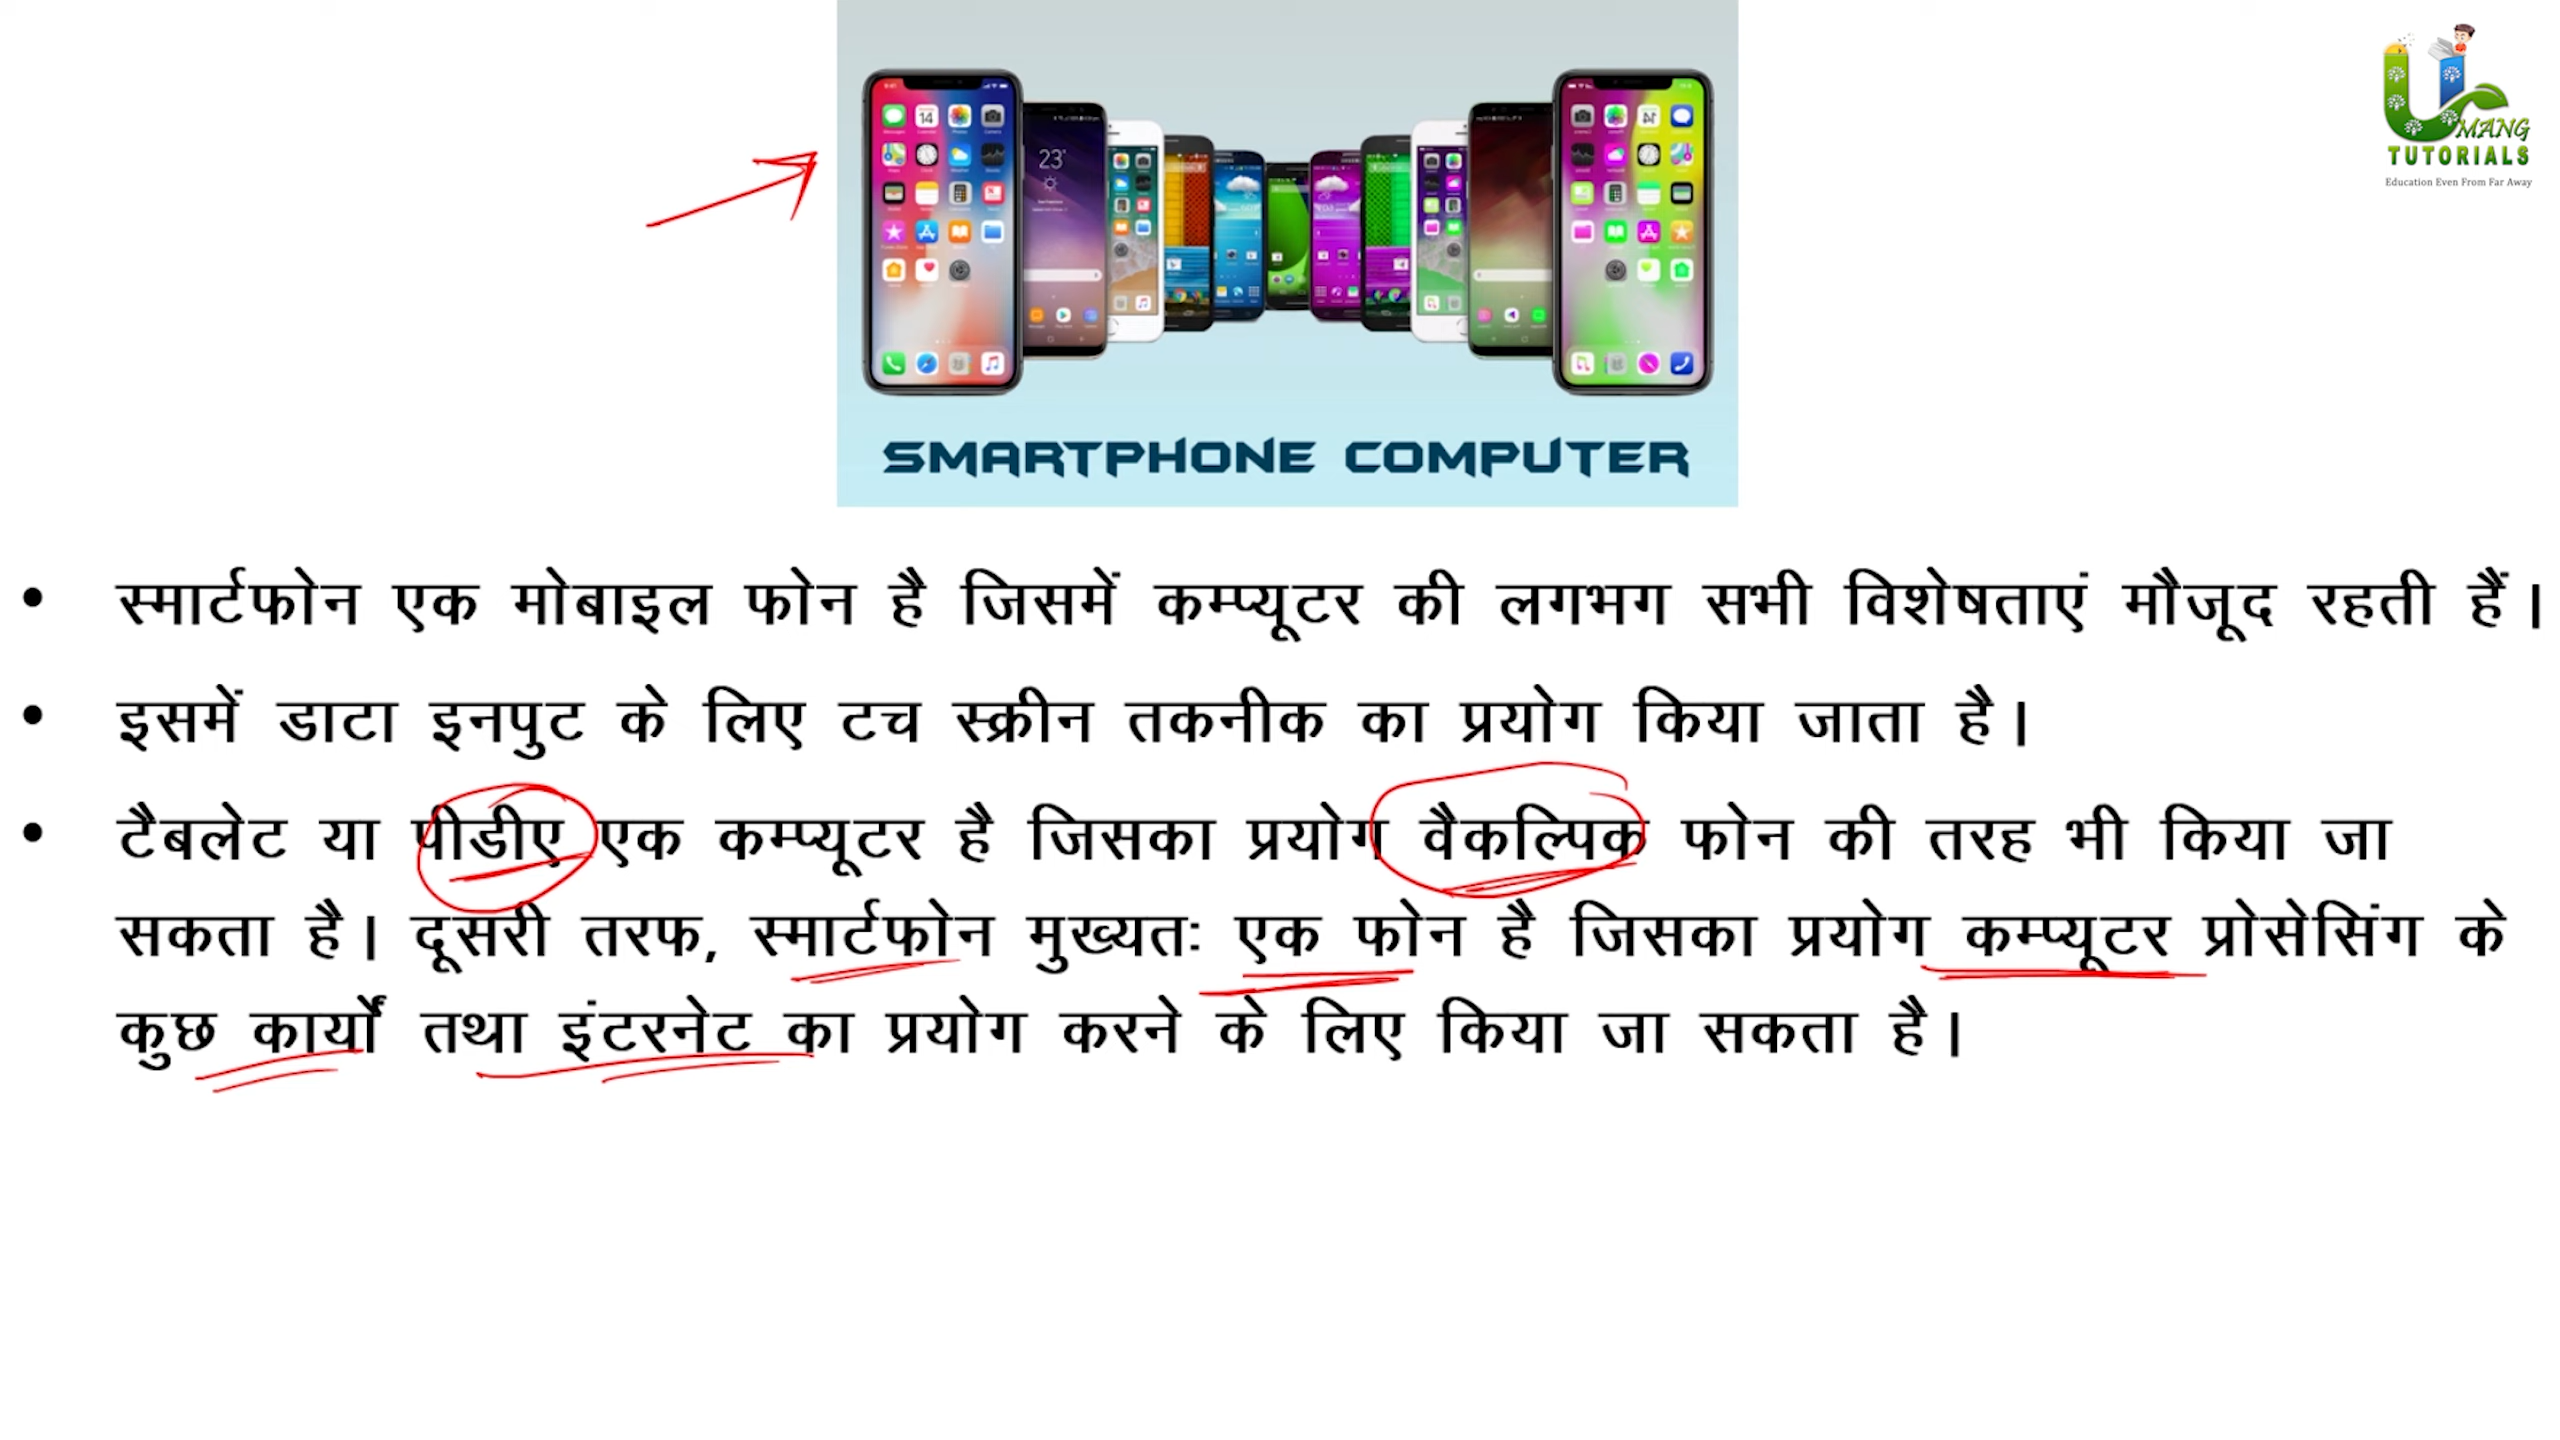 UMANG
TUTORIALS
Education Even From Far Away
23°
SMARTPHONE COMPUTER
• स्मार्टफोन एक मोबाइल फोन है जिसमें कम्प्यूटर की लगभग सभी विशेषताएं मौजूद रहती हैं।
• इसमें डाटा इनपुट के लिए टच स्क्रीन तकनीक का प्रयोग किया जाता है।
• टैबलेट या पीडीए एक कम्प्यूटर है जिसका प्रयोग वैकल्पिक फोन की तरह भी किया जा
सकता है। दूसरी तरफ, स्मार्टफोन मुख्यतः एक फोन है जिसका प्रयोग कम्प्यूटर प्रोसेसिंग के
कुछ कार्यों तथा इंटरनेट का प्रयोग करने के लिए किया जा सकता है।